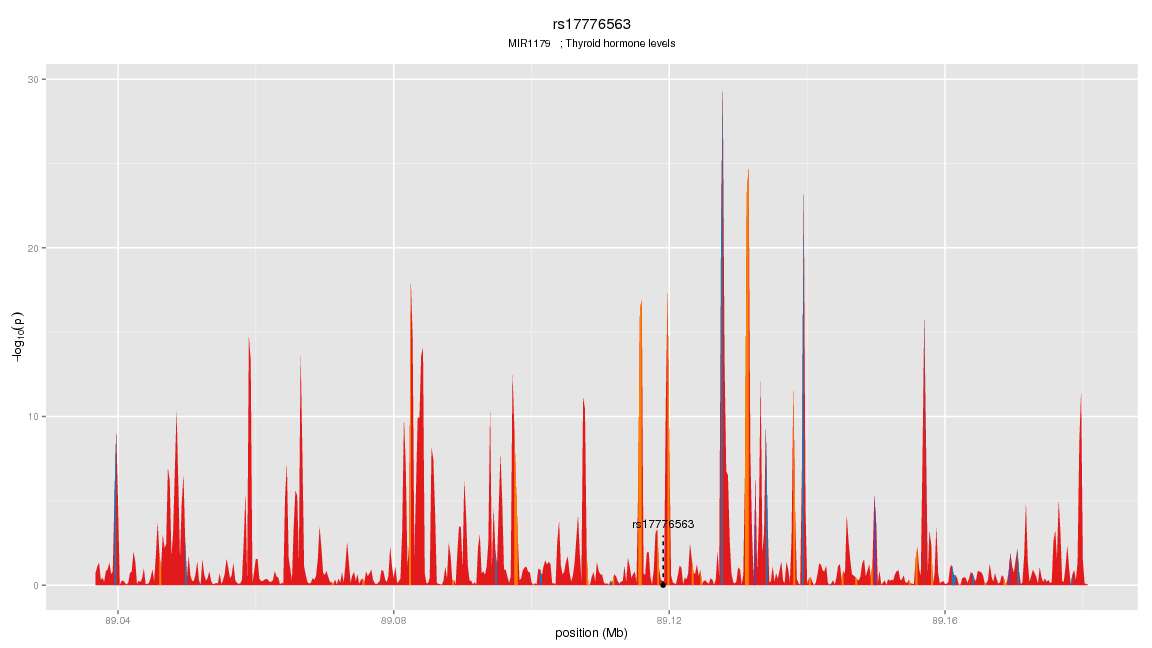 rs17776563
MIR1179 ; Thyroid hormone levels
30
20
10
0
−log10(p)
rs17776563
89.04
89.08
89.12
89.16
position (Mb)